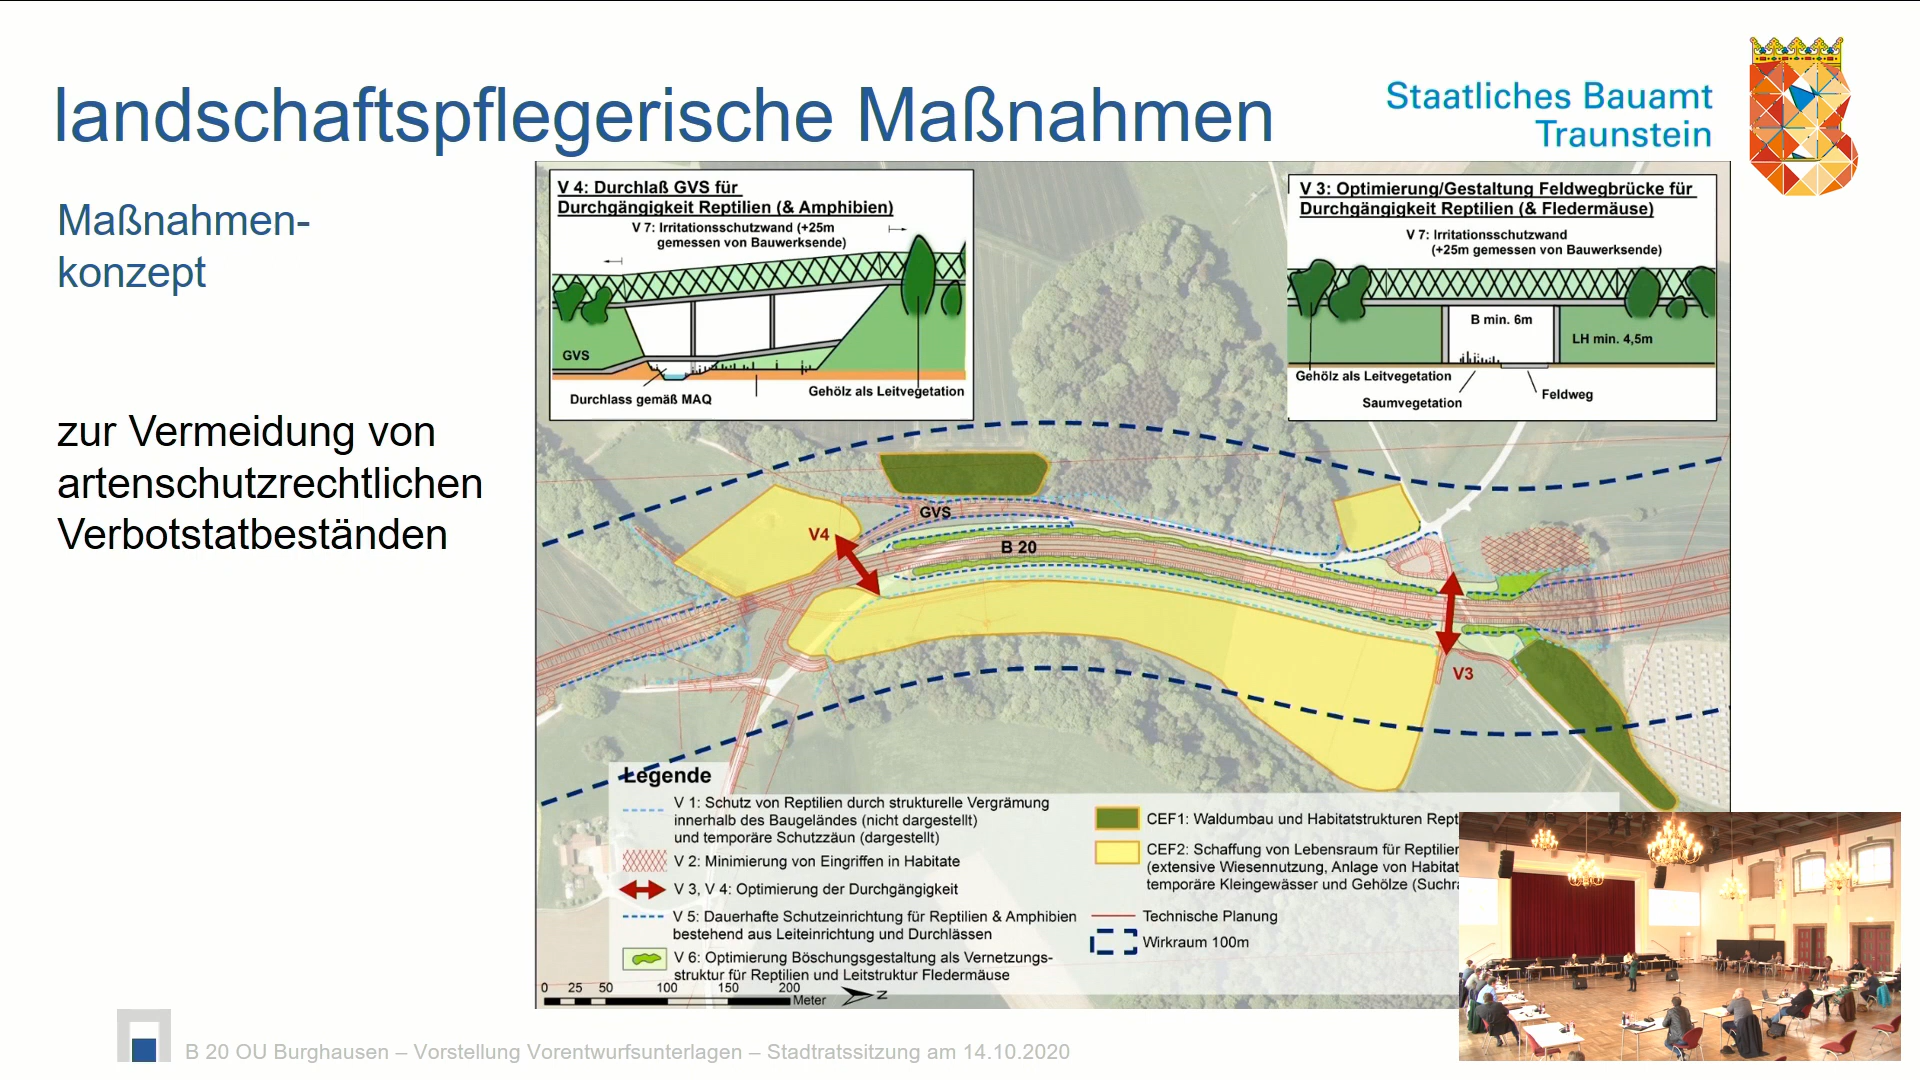 landschaftspflegerische Maßnahmen
Staatliches Bauamt
Traunstein
Maßnahmen-
konzept
zur Vermeidung von
artenschutzrechtlichen
Verbotstatbeständen
V 4: Durchlaß GVS für
Durchgängigkeit Reptilien (& Amphibien)
V 7: Irritationsschutzwand (+25m
gemessen von Bauwerksende)
GVS
Durchlass gemäß MAQ
Gehölz als Leitvegetation
V 3: Optimierung/Gestaltung Feldwegbrücke für
Durchgängigkeit Reptilien (& Fledermäuse)
V 7: Irritationsschutzwand
(+25m gemessen von Bauwerksende)
B min. 6m
LH min. 4,5m
Gehölz als Leitvegetation
Saumvegetation
Feldweg
GVS
V4
B 20
V3
Legende
V 1: Schutz von Reptilien durch strukturelle Vergrämung
innerhalb des Baugeländes (nicht dargestellt)
und temporäre Schutzzäun (dargestellt)
V 2: Minimierung von Eingriffen in Habitate
V 3, V 4: Optimierung der Durchgängigkeit
V 5: Dauerhafte Schutzeinrichtung für Reptilien & Amphibien
bestehend aus Leiteinrichtung und Durchlässen
V 6: Optimierung Böschungsgestaltung als Vernetzungs-
struktur für Reptilien und Leitstruktur Fledermäuse
CEF1: Waldumbau und Habitatstrukturen Rept
CEF2: Schaffung von Lebensraum für Reptilien
(extensive Wiesennutzung, Anlage von Habitat
temporäre Kleingewässer und Gehölze (Suchra
Technische Planung
Wirkraum 100m
0 25 50 100 150 200
Meter
N
B 20 OU Burghausen – Vorstellung Vorentwurfsunterlagen – Stadtratssitzung am 14.10.2020